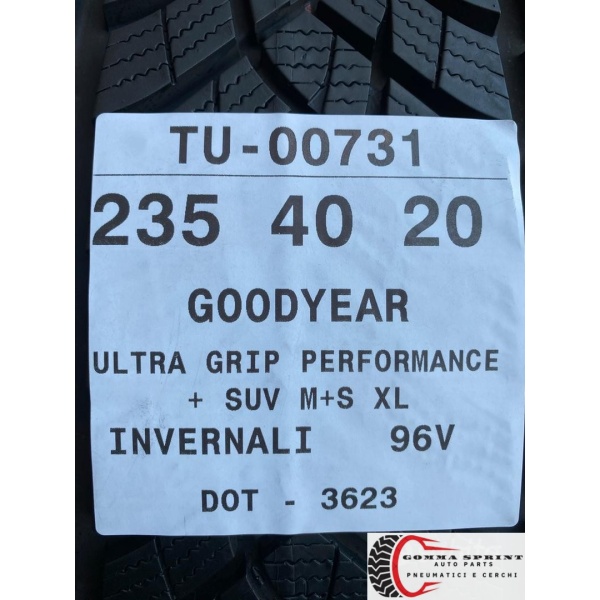 TU-00731
235 40 20
GOODYEAR
ULTRA GRIP PERFORMANCE
+ SUV M+S XL
INVERNALI 96V
DOT - 3623
GOMMA SPRINT
AUTO PARTS
PNEUMATICI E CERCHI